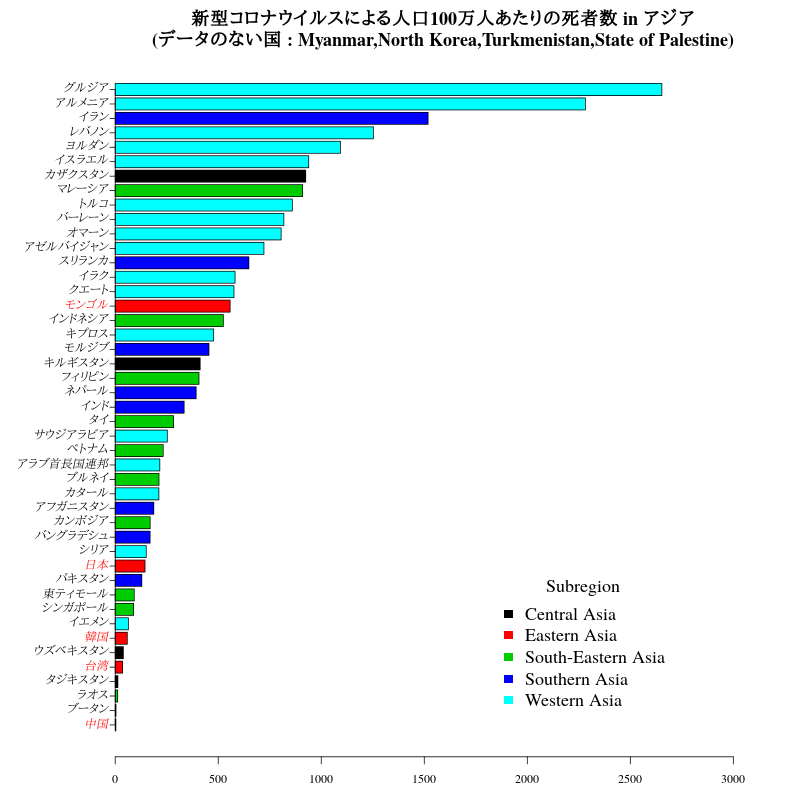 新型コロナウイルスによる人口100万人あたりの死者数 in アジア
(データのない国 : Myanmar,North Korea,Turkmenistan,State of Palestine)
グルジア
アルメニア
イラン
レバノン
ヨルダン
イスラエル
カザクスタン
マレーシア
トルコ
バーレーン
オマーン
アゼルバイジャン
スリランカ
イラク
クエート
モンゴル
インドネシア
キプロス
モルジブ
キルギスタン
フィリピン
ネパール
インド
タイ
サウジアラビア
ベトナム
アラブ首長国連邦
ブルネイ
カタール
アフガニスタン
カンボジア
バングラデシュ
シリア
日本
パキスタン
東ティモール
シンガポール
イエメン
韓国
ウズベキスタン
台湾
タジキスタン
ラオス
ブータン
中国
Subregion
Central Asia
Eastern Asia
South-Eastern Asia
Southern Asia
Western Asia
0 500 1000 1500 2000 2500 3000